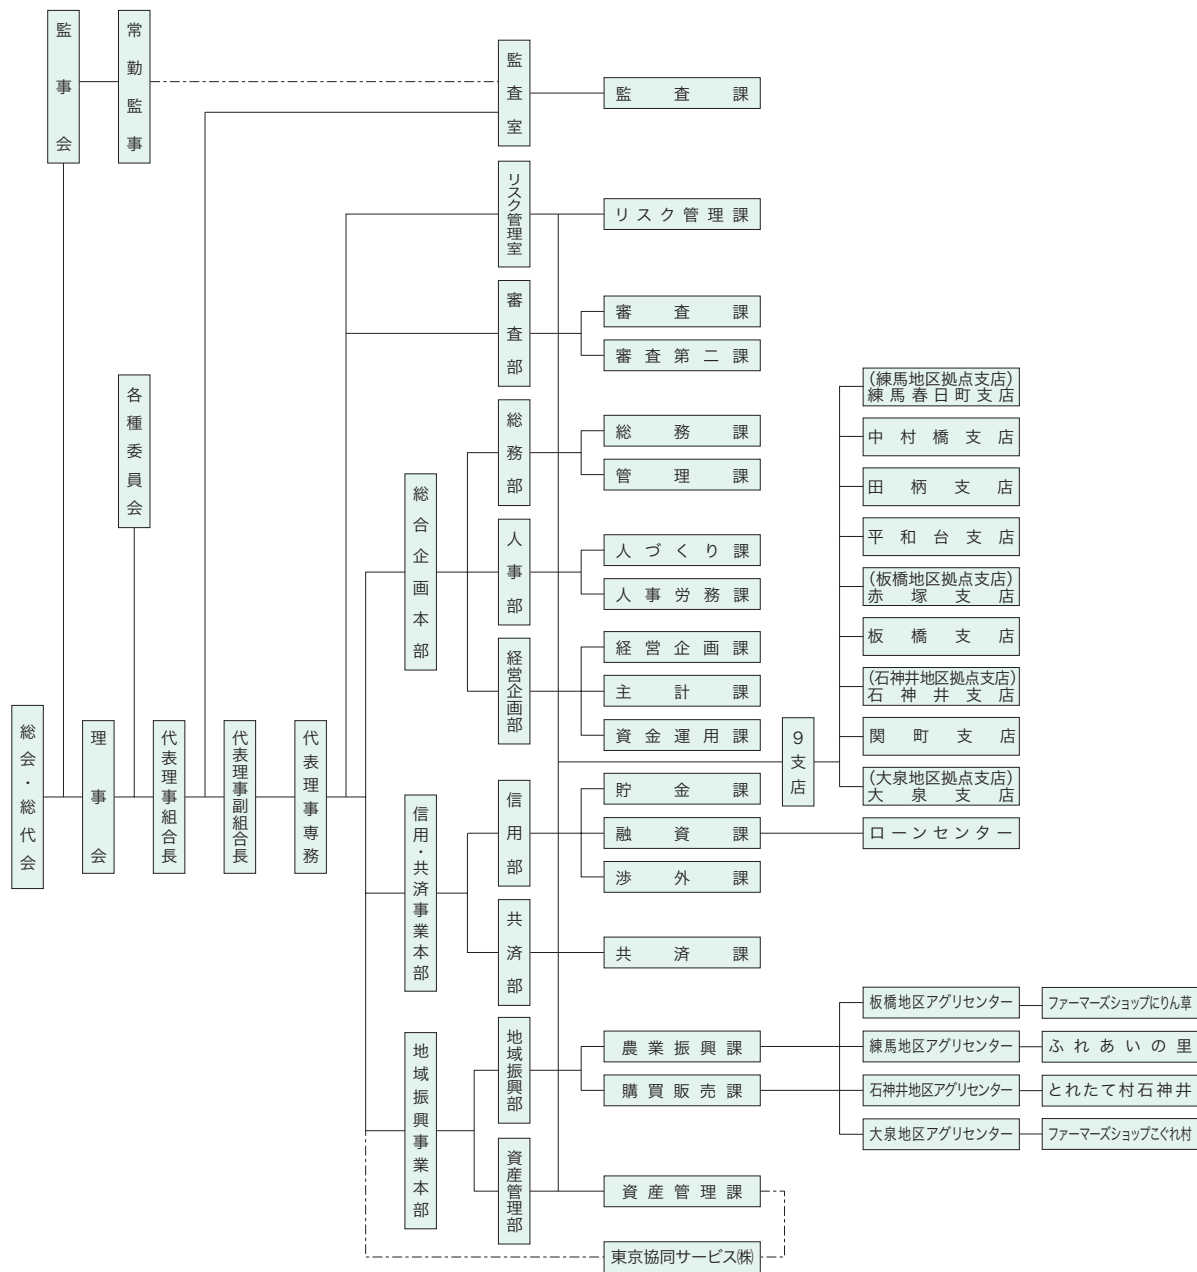 監事会
常勤監事
監査室
監査課
リスク管理室
リスク管理課
審査部
審査課
審査第二課
各種委員会
総務部
総務課
管理課
総合企画本部
人事部
人づくり課
人事労務課
経営企画部
経営企画課
主計課
資金運用課
(練馬地区拠点支店)
練馬春日町支店
中村橋支店
田柄支店
平和台支店
(板橋地区拠点支店)
赤塚支店
板橋支店
(石神井地区拠点支店)
石神井支店
関町支店
(大泉地区拠点支店)
大泉支店
9支店
総会・総代会
理事会
代表理事組合長
代表理事副組合長
代表理事専務
信用・共済事業本部
信用部
貯金課
融資課
ローンセンター
渉外課
共済部
共済課
地域振興事業本部
地域振興部
農業振興課
購買販売課
板橋地区アグリセンター
ファーマーズショップにりん草
練馬地区アグリセンター
ふれあいの里
石神井地区アグリセンター
とれたて村石神井
大泉地区アグリセンター
ファーマーズショップこぐれ村
資産管理部
資産管理課
東京協同サービス㈱